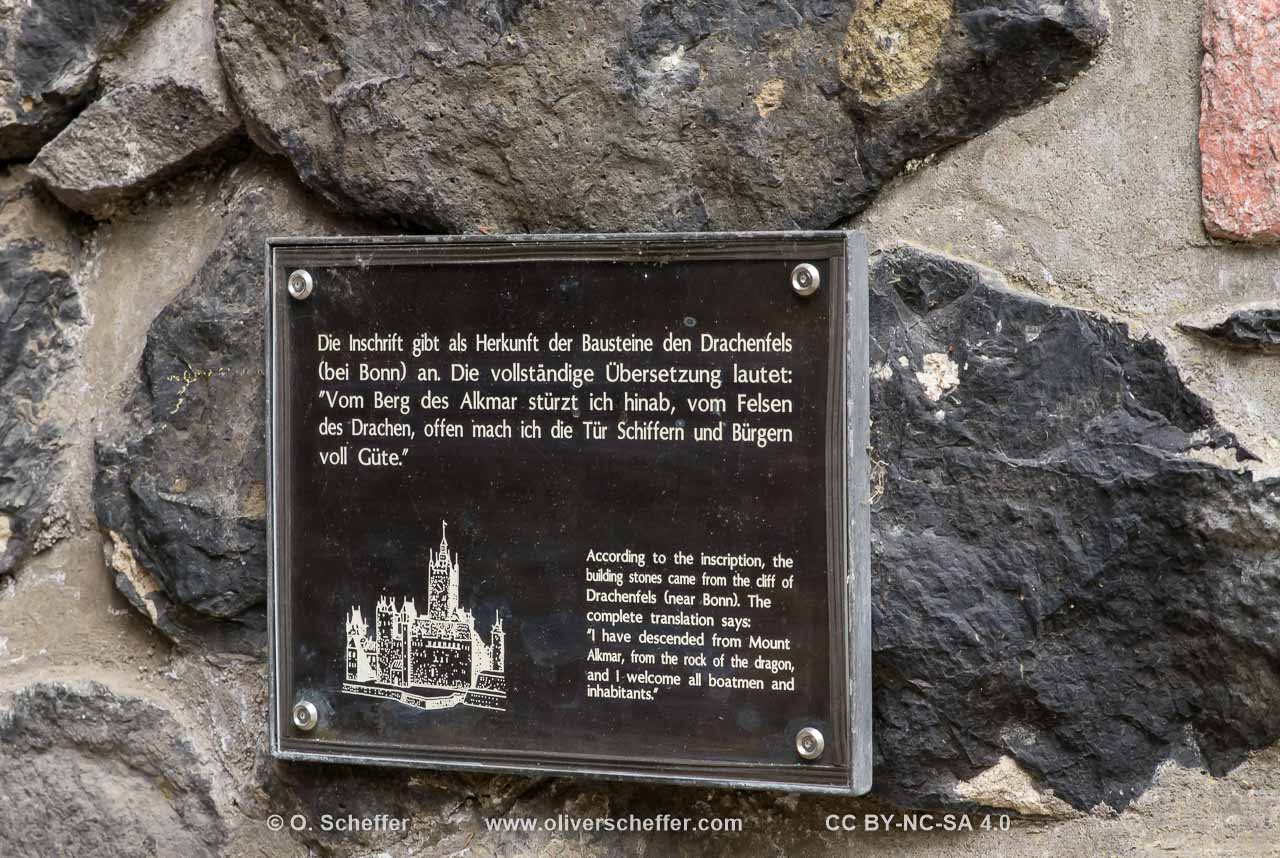 Die Inschrift gibt als Herkunft der Bausteine den Drachenfels
(bei Bonn) an. Die vollständige Übersetzung lautet:
"Vom Berg des Alkmar stürzt ich hinab, vom Felsen
des Drachen, offen mach ich die Tür Schiffern und Bürgern
voll Güte."
According to the inscription, the
building stones came from the cliff of
Drachenfels (near Bonn). The
complete translation says:
"I have descended from Mount
Alkmar, from the rock of the dragon,
and I welcome all boatmen and
inhabitants."
© O. Scheffer www.oliverscheffer.com CC BY-NC-SA 4.0